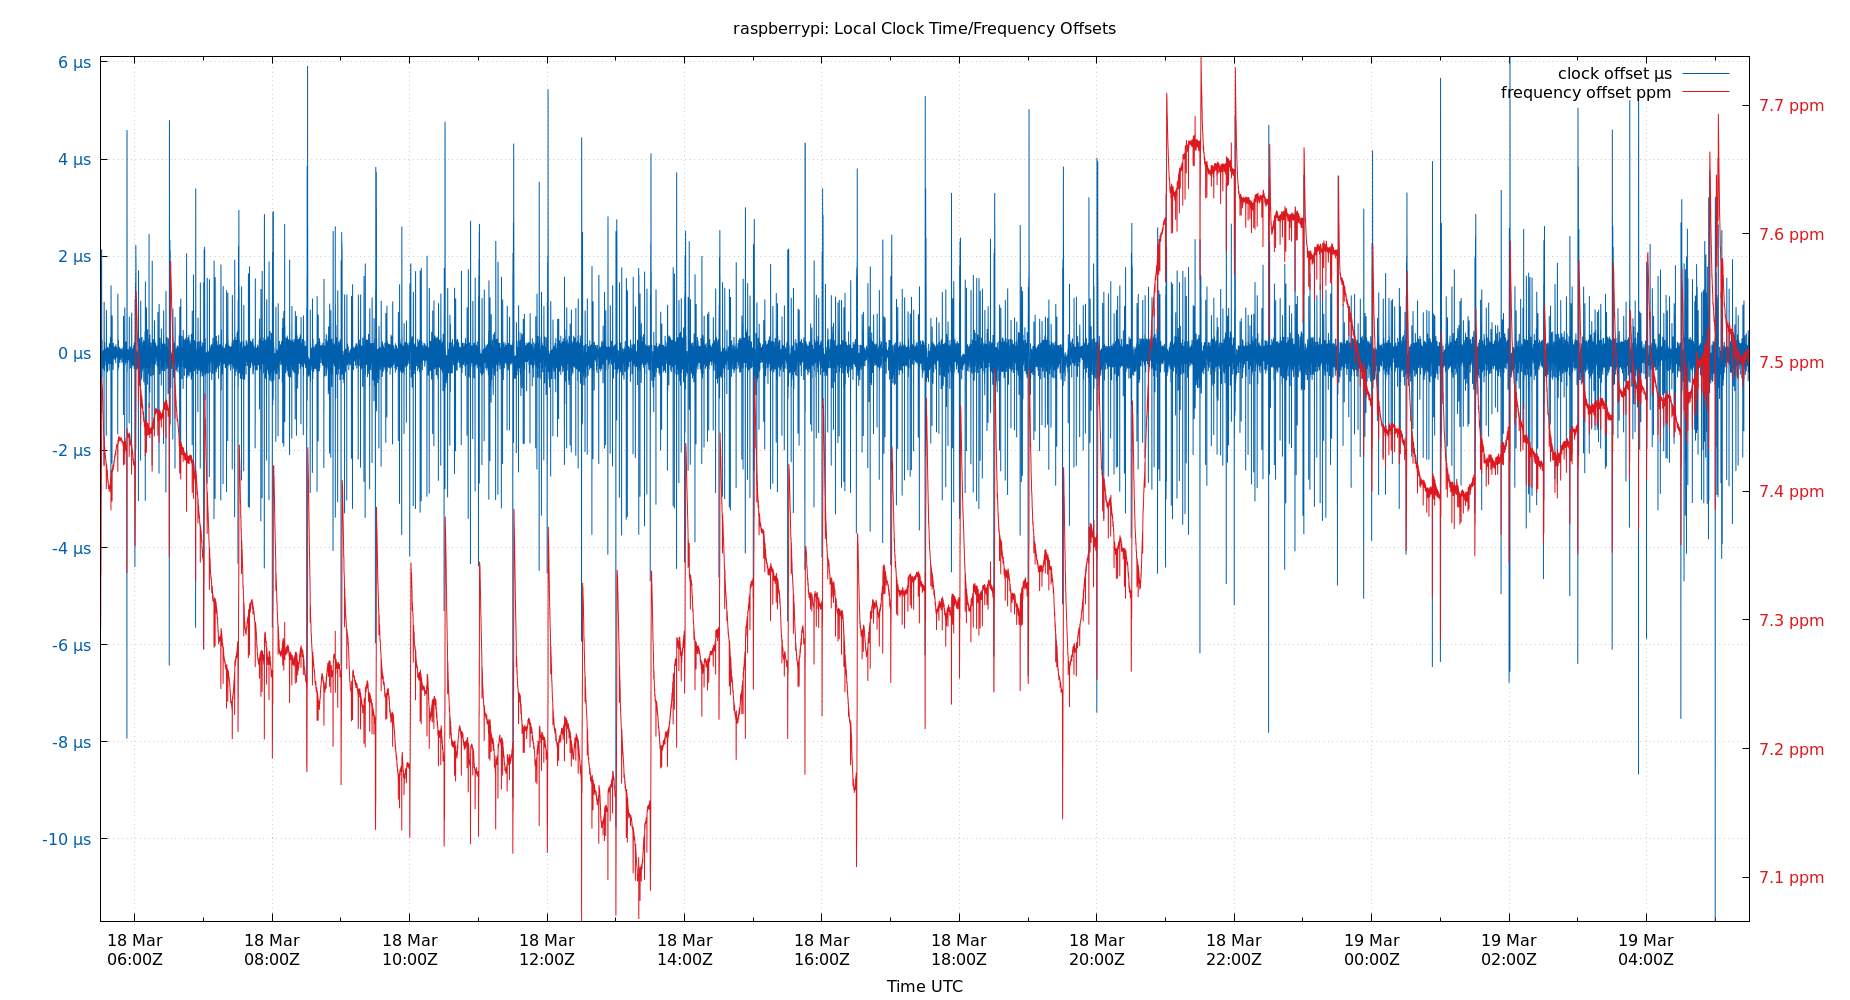 raspberrypi: Local Clock Time/Frequency Offsets
clock offset µs
frequency offset ppm
6 µs
4 µs
2 µs
0 µs
-2 µs
-4 µs
-6 µs
-8 µs
-10 µs
7.7 ppm
7.6 ppm
7.5 ppm
7.4 ppm
7.3 ppm
7.2 ppm
7.1 ppm
18 Mar 18 Mar 18 Mar 18 Mar 18 Mar 18 Mar 18 Mar 18 Mar 18 Mar 19 Mar 19 Mar 19 Mar
06:00Z 08:00Z 10:00Z 12:00Z 14:00Z 16:00Z 18:00Z 20:00Z 22:00Z 00:00Z 02:00Z 04:00Z
Time UTC